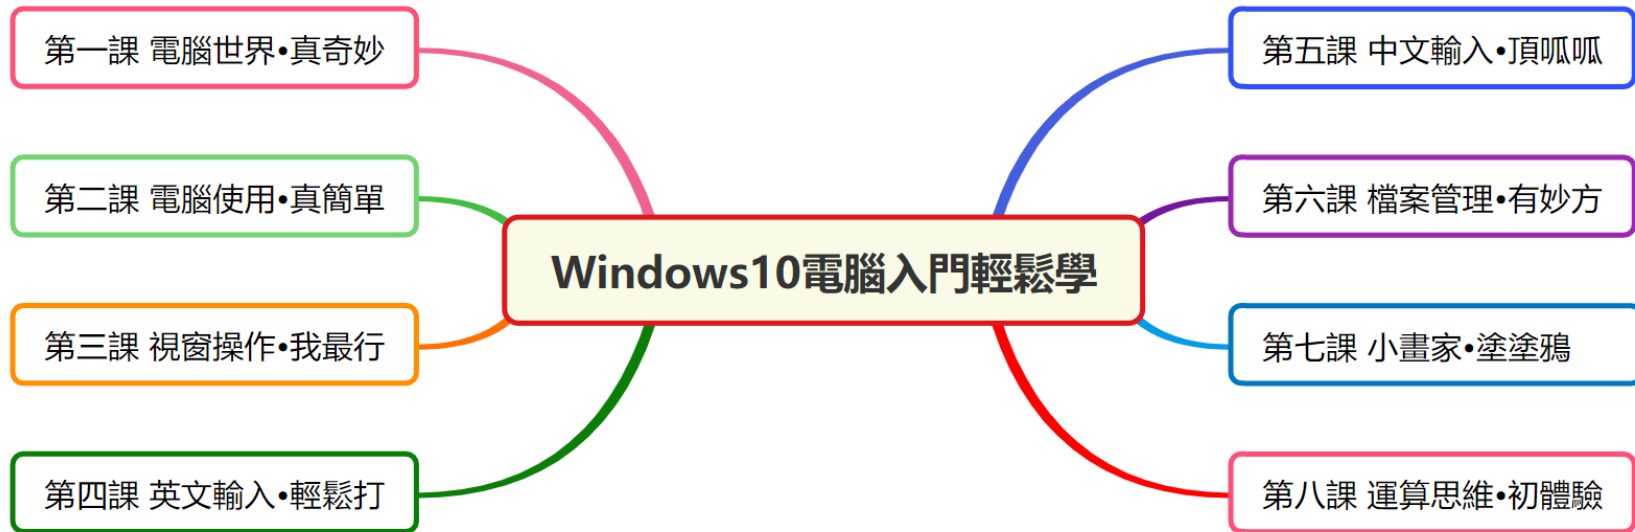 第一課 電腦世界•真奇妙
第二課 電腦使用•真簡單
第三課 視窗操作•我最行
第四課 英文輸入•輕鬆打
Windows10電腦入門輕鬆學
第五課 中文輸入•頂呱呱
第六課 檔案管理•有妙方
第七課 小畫家•塗塗鴉
第八課 運算思維•初體驗